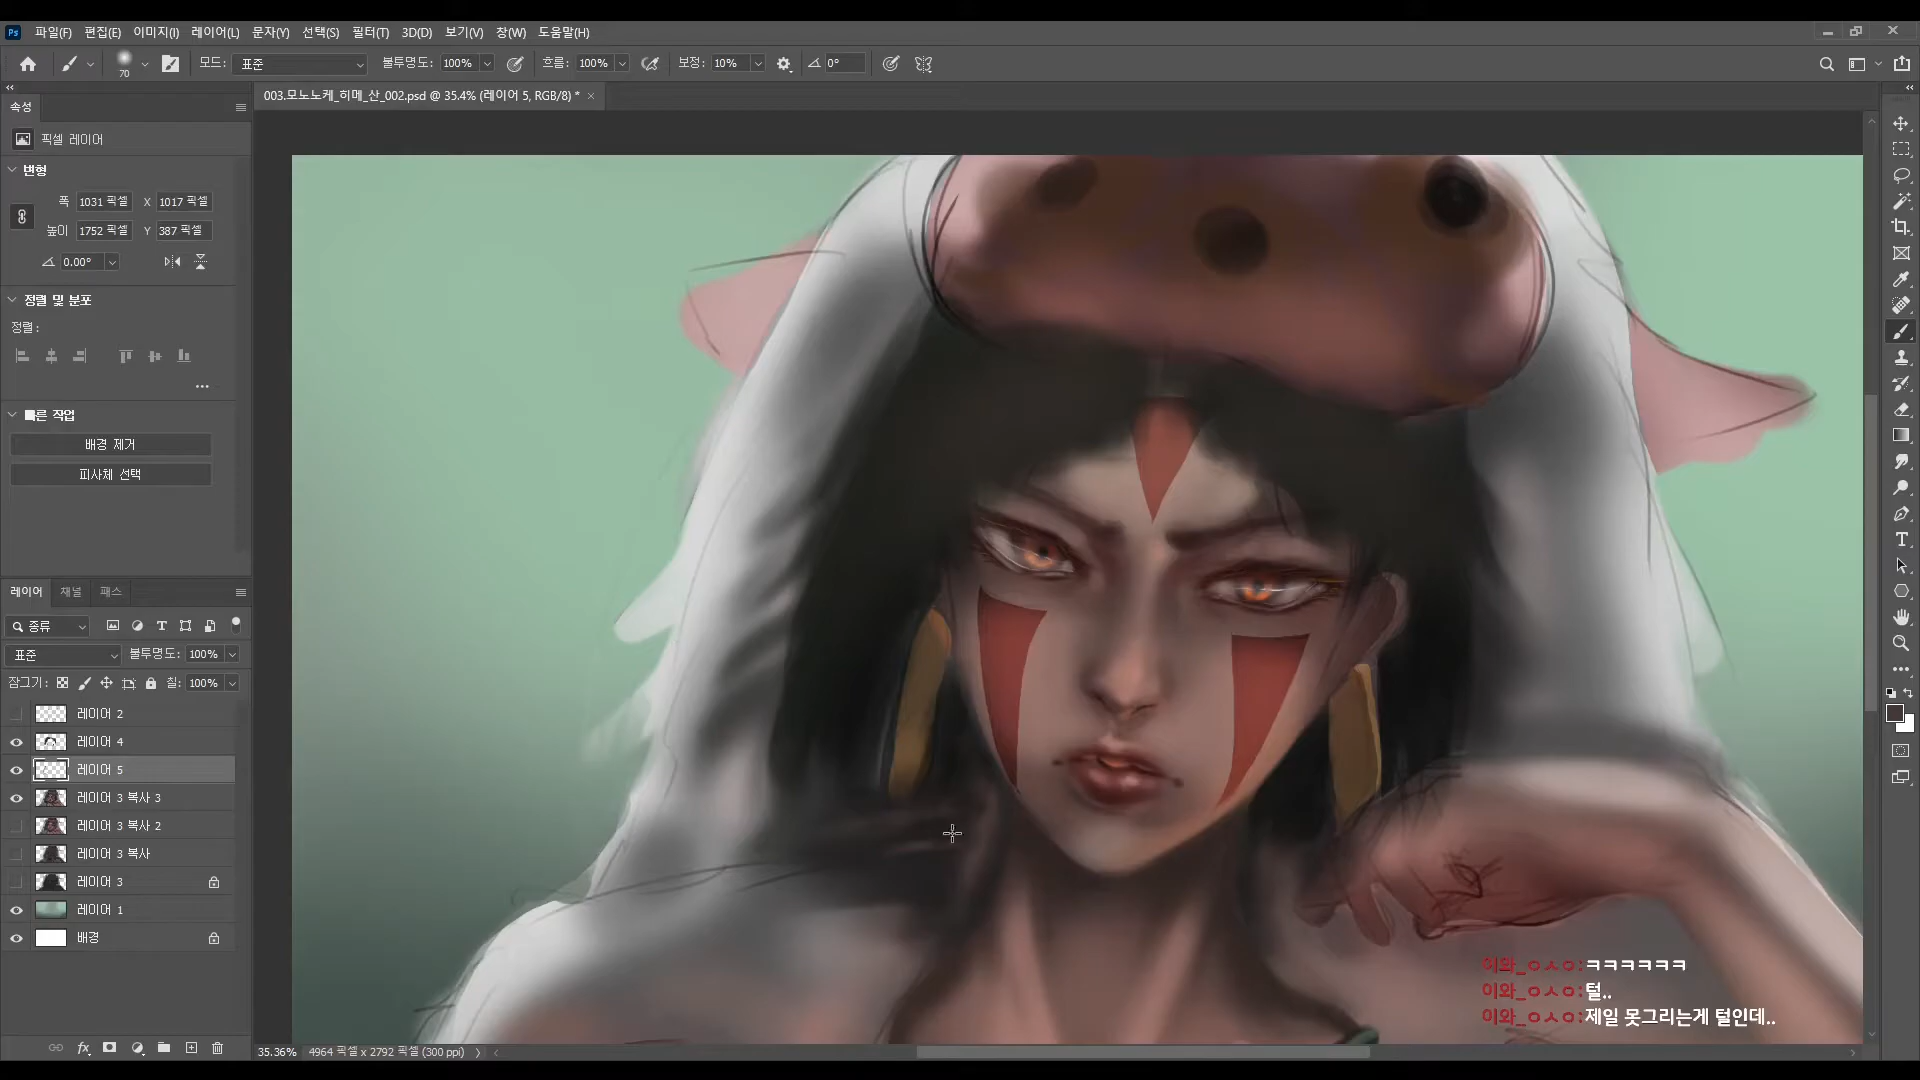 Ps 파일(F) 편집(E) 이미지(I) 레이어(L) 문자(Y) 선택(S) 필터(T) 3D(D) 보기(V) 창(W) 도움말(H)
70 모드: 표준 불투명도: 100% 흐름: 100% 보정: 10% 0°
003.모노노케_히메_산_002.psd @ 35.4% (레이어 5, RGB/8) *
속성
픽셀 레이어
변형
폭 1031 픽셀 X 1017 픽셀
높이 1752 픽셀 Y 387 픽셀
0.00°
정렬 및 분포
정렬:
빠른 작업
배경 제거
피사체 선택
레이어 채널 패스
종류
표준 불투명도: 100%
잠그기: 칠: 100%
레이어 2
레이어 4
레이어 5
레이어 3 복사 3
레이어 3 복사 2
레이어 3 복사
레이어 3
레이어 1
배경
이와_ㅇㅅㅇ:ㅋㅋㅋㅋㅋㅋ
이와_ㅇㅅㅇ:털..
이와_ㅇㅅㅇ:제일 못그리는게 털인데..
35.36% 4964 픽셀 x 2792 픽셀 (300 ppi)